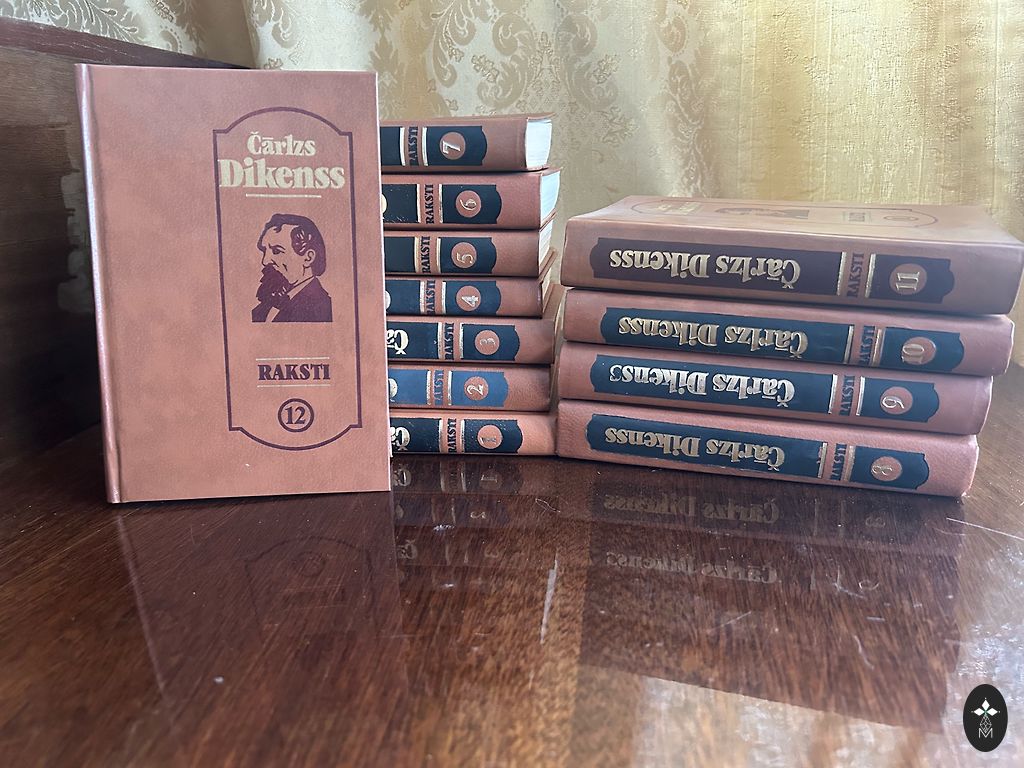 Čārlzs
Dikenss
RAKSTI
12
RAKSTI 7
RAKSTI 6
RAKSTI 5
RAKSTI 4
RAKSTI 3
RAKSTI 2
RAKSTI 1
Čārlzs Dikenss RAKSTI 11
Čārlzs Dikenss RAKSTI 10
Čārlzs Dikenss RAKSTI 9
Čārlzs Dikenss RAKSTI 8
M